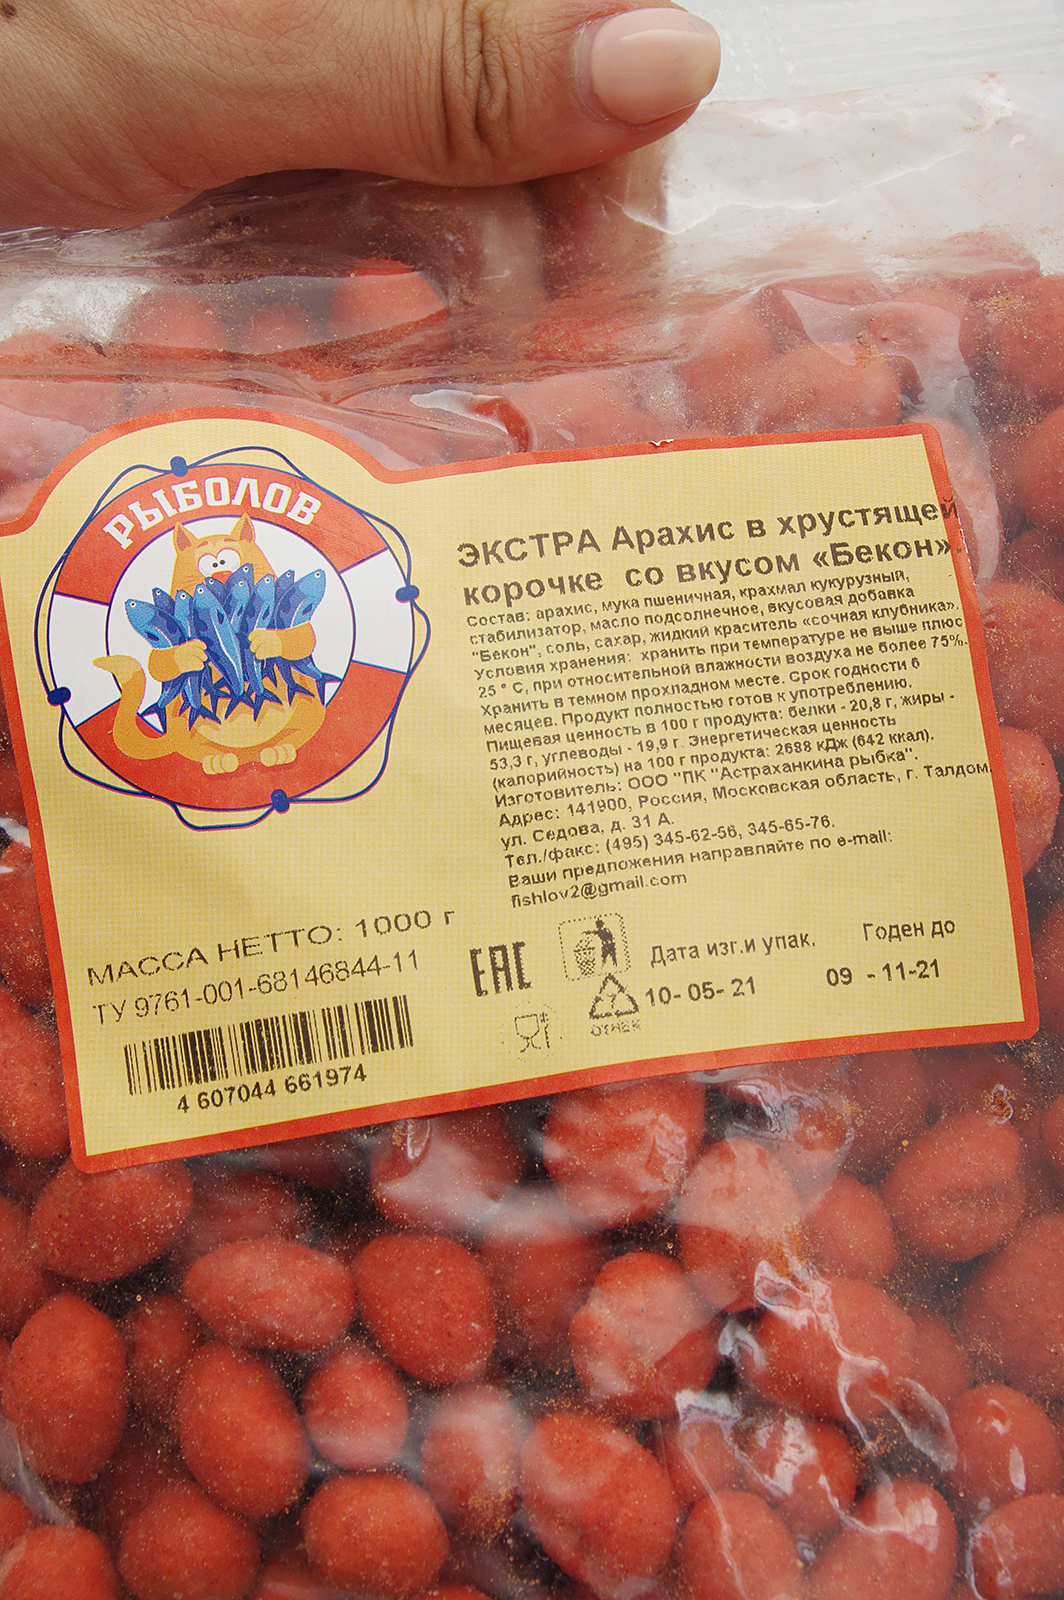 РЫБОЛОВ
ЭКСТРА Арахис в хрустящей
корочке со вкусом «Бекон».
Состав: арахис, мука пшеничная, крахмал кукурузный,
стабилизатор, масло подсолнечное, вкусовая добавка
"Бекон", соль, сахар, жидкий краситель «сочная клубника».
Условия хранения: хранить при температуре не выше плюс
25 ° С, при относительной влажности воздуха не более 75%.
Хранить в темном прохладном месте. Срок годности 6
месяцев. Продукт полностью готов к употреблению.
Пищевая ценность в 100 г продукта: белки - 20,8 г, жиры -
53,3 г, углеводы - 19,9 г. Энергетическая ценность
(калорийность) на 100 г продукта: 2688 кДж (642 ккал).
Изготовитель: ООО "ПК "Астраханкина рыбка".
Адрес: 141900, Россия, Московская область, г. Талдом,
ул. Седова, д. 31 А.
Тел./факс: (495) 345-62-56, 345-65-76.
Ваши предложения направляйте по e-mail:
fishlov2@gmail.com
МАССА НЕТТО: 1000 г
ТУ 9761-001-68146844-11
4 607044 661974
ЕАС
Дата изг.и упак. Годен до
10- 05- 21 09 - 11-21
7